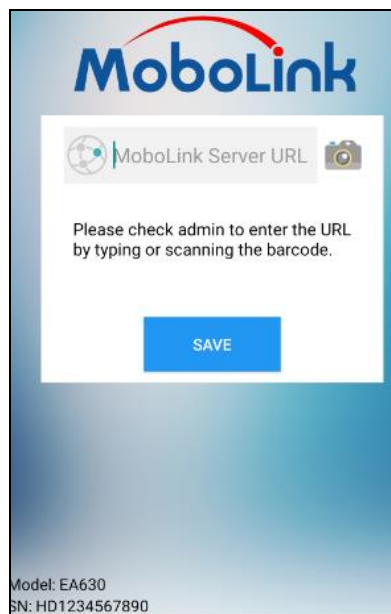 MoboLink
MoboLink Server URL
Please check admin to enter the URL
by typing or scanning the barcode.
SAVE
Model: EA630
SN: HD1234567890